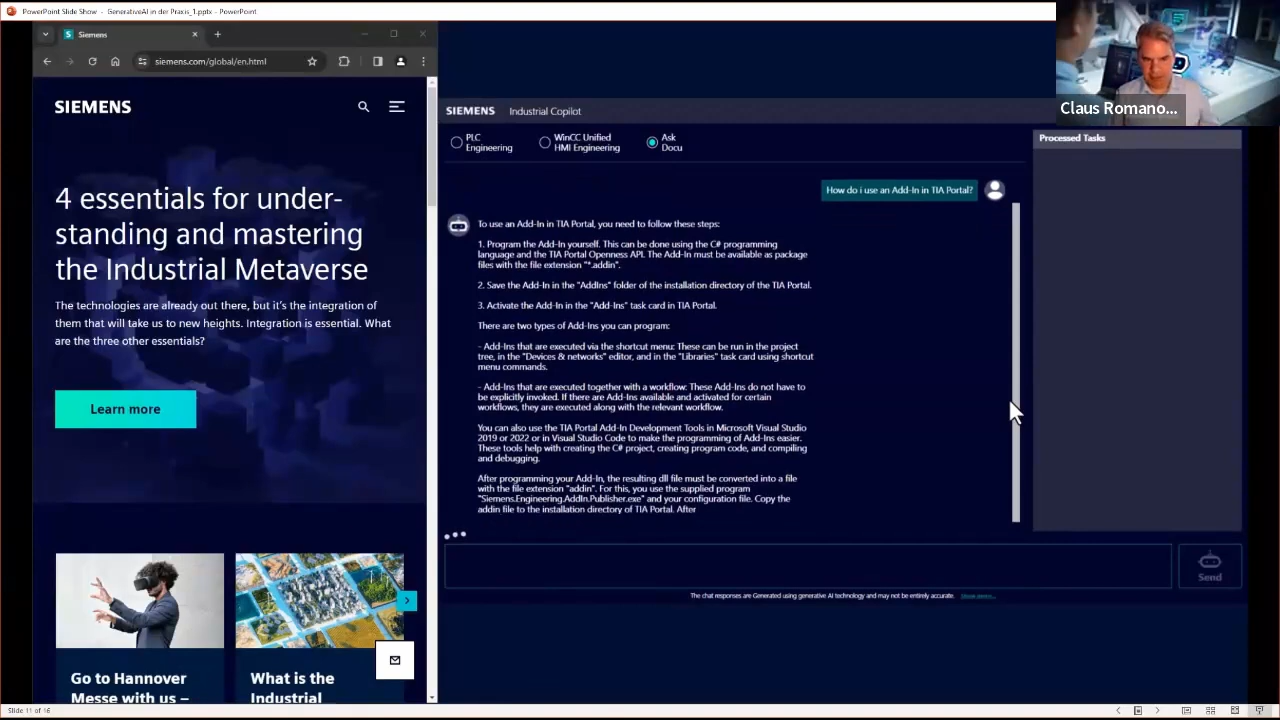 PowerPoint Slide Show - GenerativeAI in der Praxis_1.pptx - PowerPoint
Siemens
siemens.com/global/en.html
SIEMENS
4 essentials for under-
standing and mastering
the Industrial Metaverse
The technologies are already out there, but it's the integration of
them that will take us to new heights. Integration is essential. What
are the three other essentials?
Learn more
Go to Hannover
Messe with us –
What is the
Industrial
SIEMENS Industrial Copilot
PLC
Engineering
WinCC Unified
HMI Engineering
Ask
Docu
How do i use an Add-In in TIA Portal?
To use an Add-In in TIA Portal, you need to follow these steps:
1. Program the Add-In yourself. This can be done using the C# programming
language and the TIA Portal Openness API. The Add-In must be available as package
files with the file extension "*.addin".
2. Save the Add-In in the "AddIns" folder of the installation directory of the TIA Portal.
3. Activate the Add-In in the "Add-Ins" task card in TIA Portal.
There are two types of Add-Ins you can program:
- Add-Ins that are executed via the shortcut menu: These can be run in the project
tree, in the "Devices & networks" editor, and in the "Libraries" task card using shortcut
menu commands.
- Add-Ins that are executed together with a workflow: These Add-Ins do not have to
be explicitly invoked. If there are Add-Ins available and activated for certain
workflows, they are executed along with the relevant workflow.
You can also use the TIA Portal Add-In Development Tools in Microsoft Visual Studio
2019 or 2022 or in Visual Studio Code to make the programming of Add-Ins easier.
These tools help with creating the C# project, creating program code, and compiling
and debugging.
After programming your Add-In, the resulting dll file must be converted into a file
with the file extension "addin". For this, you use the supplied program
"Siemens.Engineering.AddIn.Publisher.exe" and your configuration file. Copy the
addin file to the installation directory of TIA Portal. After
Send
The chat responses are Generated using generative AI technology and may not be entirely accurate.
Processed Tasks
Claus Romano...
Slide 11 of 16